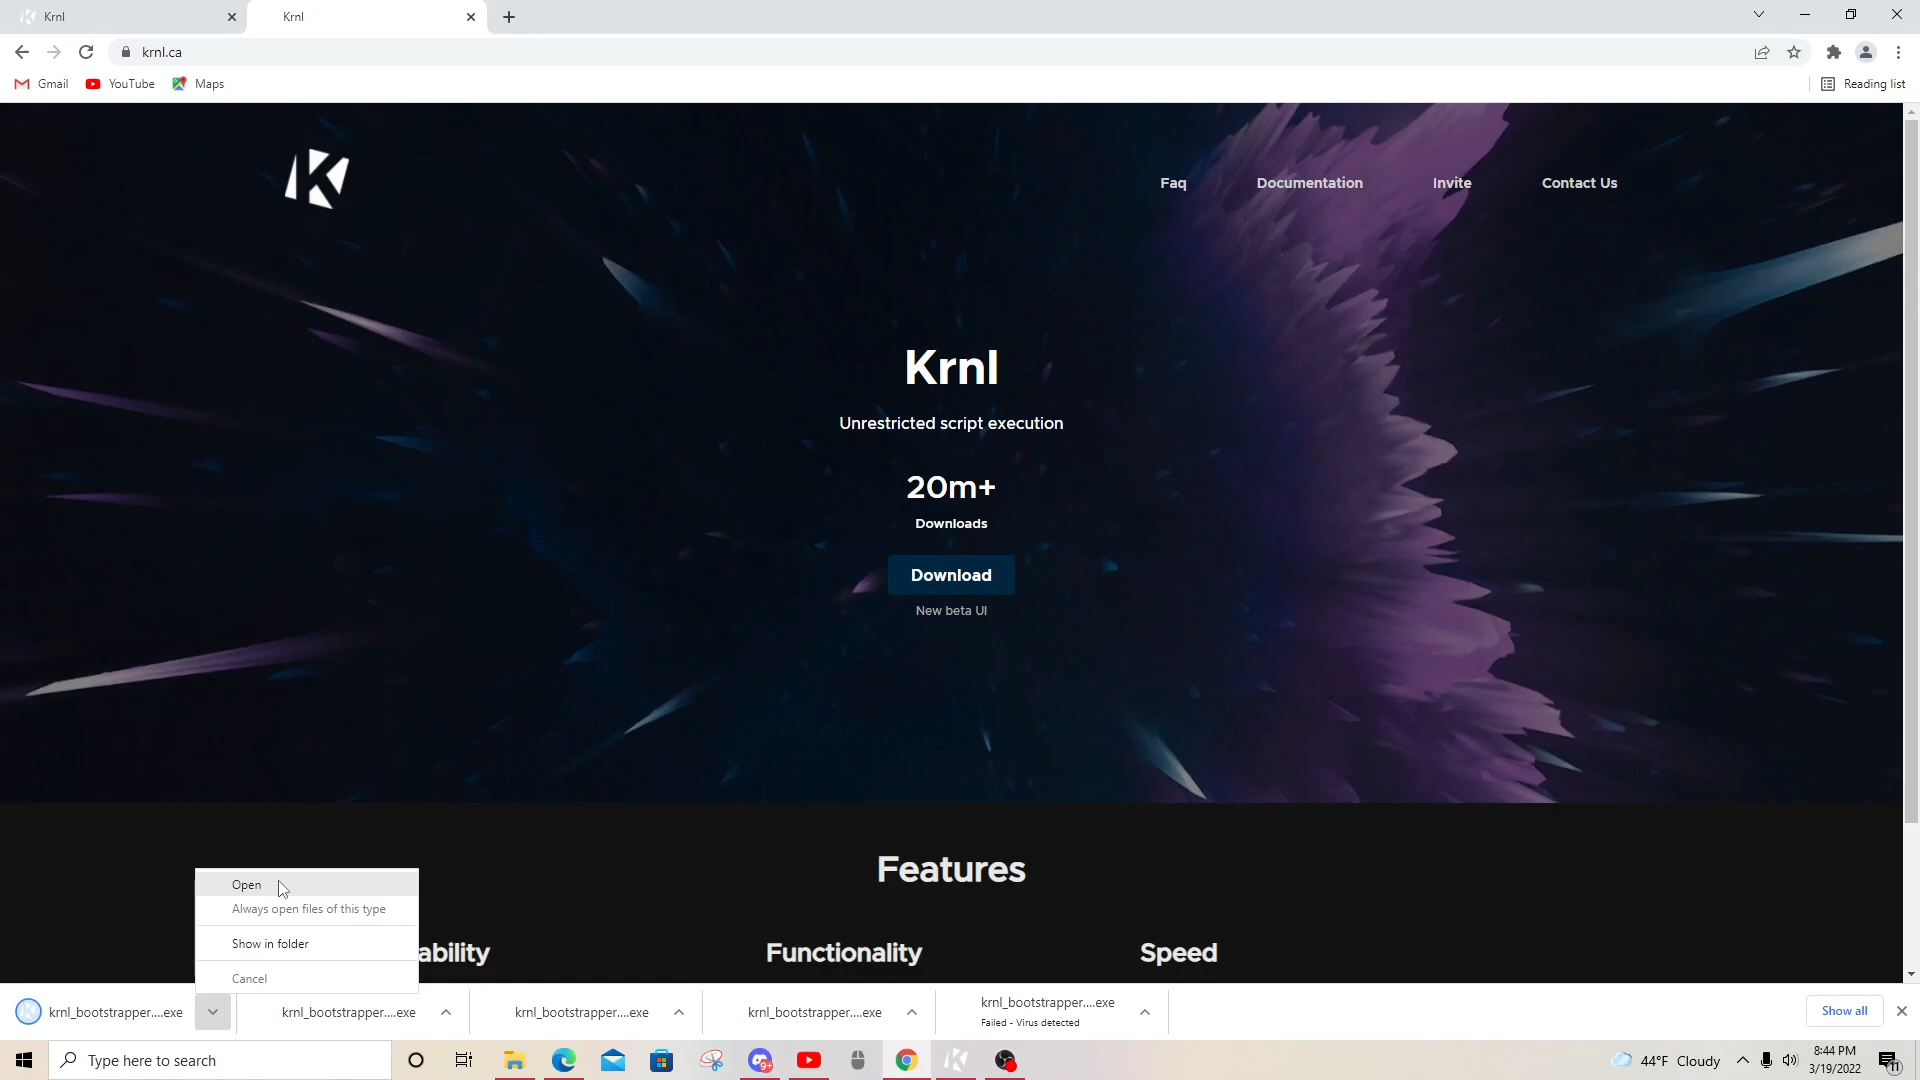 Krnl
Krnl
krnl.ca
Gmail
YouTube
Maps
Reading list
Faq
Documentation
Invite
Contact Us
Krnl
Unrestricted script execution
20m+
Downloads
Download
New beta UI
Features
ability
Functionality
Speed
Open
Always open files of this type
Show in folder
Cancel
krnl_bootstrapper....exe
krnl_bootstrapper....exe
krnl_bootstrapper....exe
krnl_bootstrapper....exe
krnl_bootstrapper....exe
Failed - Virus detected
Show all
Type here to search
9+
44°F Cloudy
8:44 PM
3/19/2022
11